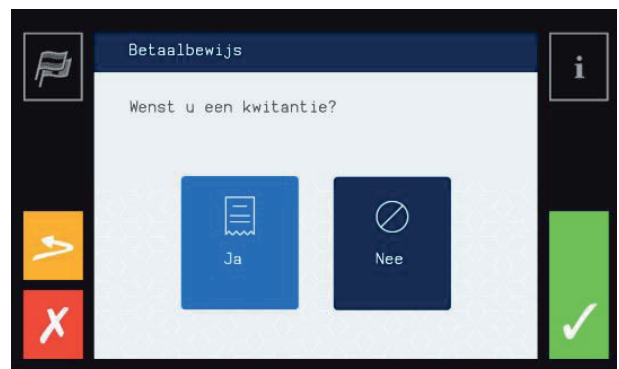 Betaalbewijs
i
Wenst u een kwitantie?
Ja
Nee